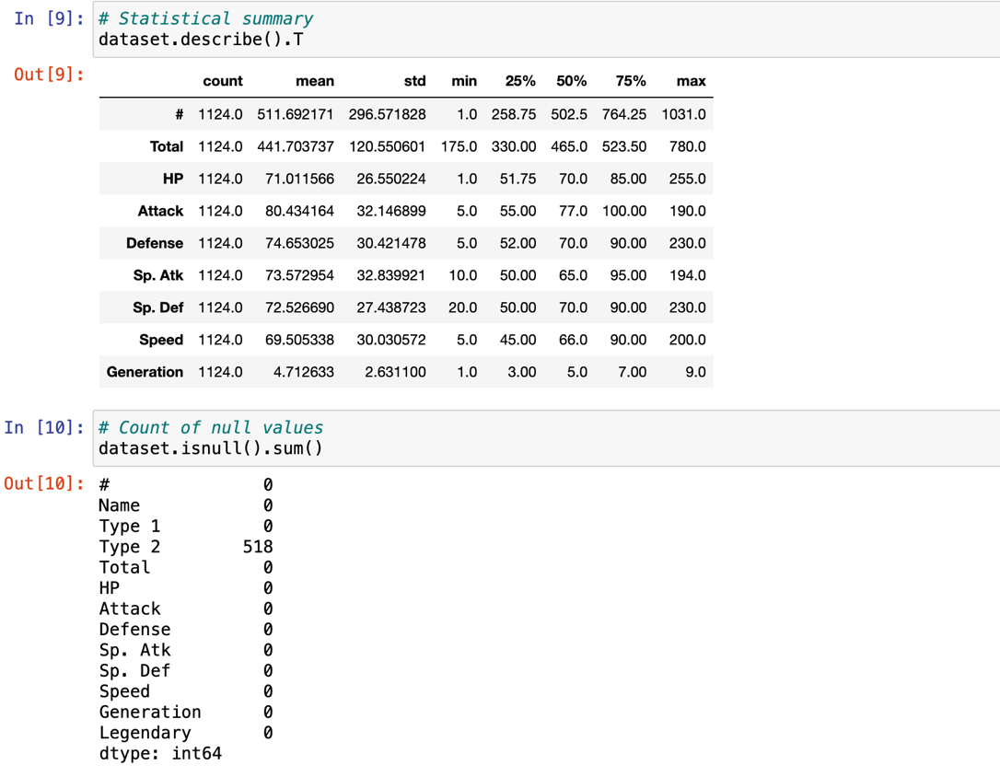 In [9]: # Statistical summary
dataset.describe().T
Out[9]:
count mean std min 25% 50% 75% max
# 1124.0 511.692171 296.571828 1.0 258.75 502.5 764.25 1031.0
Total 1124.0 441.703737 120.550601 175.0 330.00 465.0 523.50 780.0
HP 1124.0 71.011566 26.550224 1.0 51.75 70.0 85.00 255.0
Attack 1124.0 80.434164 32.146899 5.0 55.00 77.0 100.00 190.0
Defense 1124.0 74.653025 30.421478 5.0 52.00 70.0 90.00 230.0
Sp. Atk 1124.0 73.572954 32.839921 10.0 50.00 65.0 95.00 194.0
Sp. Def 1124.0 72.526690 27.438723 20.0 50.00 70.0 90.00 230.0
Speed 1124.0 69.505338 30.030572 5.0 45.00 66.0 90.00 200.0
Generation 1124.0 4.712633 2.631100 1.0 3.00 5.0 7.00 9.0
In [10]: # Count of null values
dataset.isnull().sum()
Out[10]: # 0
Name 0
Type 1 0
Type 2 518
Total 0
HP 0
Attack 0
Defense 0
Sp. Atk 0
Sp. Def 0
Speed 0
Generation 0
Legendary 0
dtype: int64